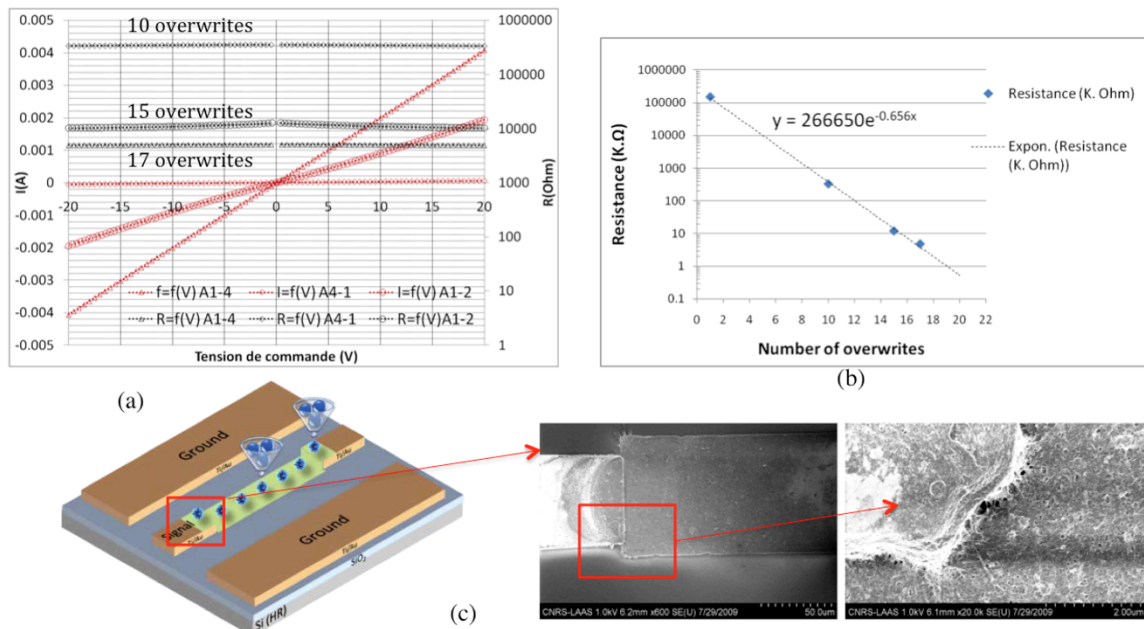 0.005
0.004
0.003
0.002
0.001
0
-0.001
-0.002
-0.003
-0.004
-0.005
I(A)
10 overwrites
15 overwrites
17 overwrites
-20 -15 -10 -5 0 5 10 15 20
f=f(V) A1-4 I=f(V) A4-1 I=f(V) A1-2
R=f(V) A1-4 R=f(V) A4-1 R=f(V)A1-2
Tension de commande (V)
1000000
100000
10000
1000
100
10
1
R(Ohm)
(a)
Resistance (K.Ω)
1000000
100000
10000
1000
100
10
1
0.1
y = 266650e-0.656x
0 2 4 6 8 10 12 14 16 18 20 22
Number of overwrites
Resistance (K. Ohm)
Expon. (Resistance
(K. Ohm))
(b)
Ground
Ti/Au
Signal
Ti/Au
Ground
Ti/Au
SiO2
Si (HR)
(c)
CNRS-LAAS 1.0kV 6.2mm x600 SE(U) 7/29/2009 50.0um
CNRS-LAAS 1.0kV 6.1mm x20.0k SE(U) 7/29/2009 2.00um